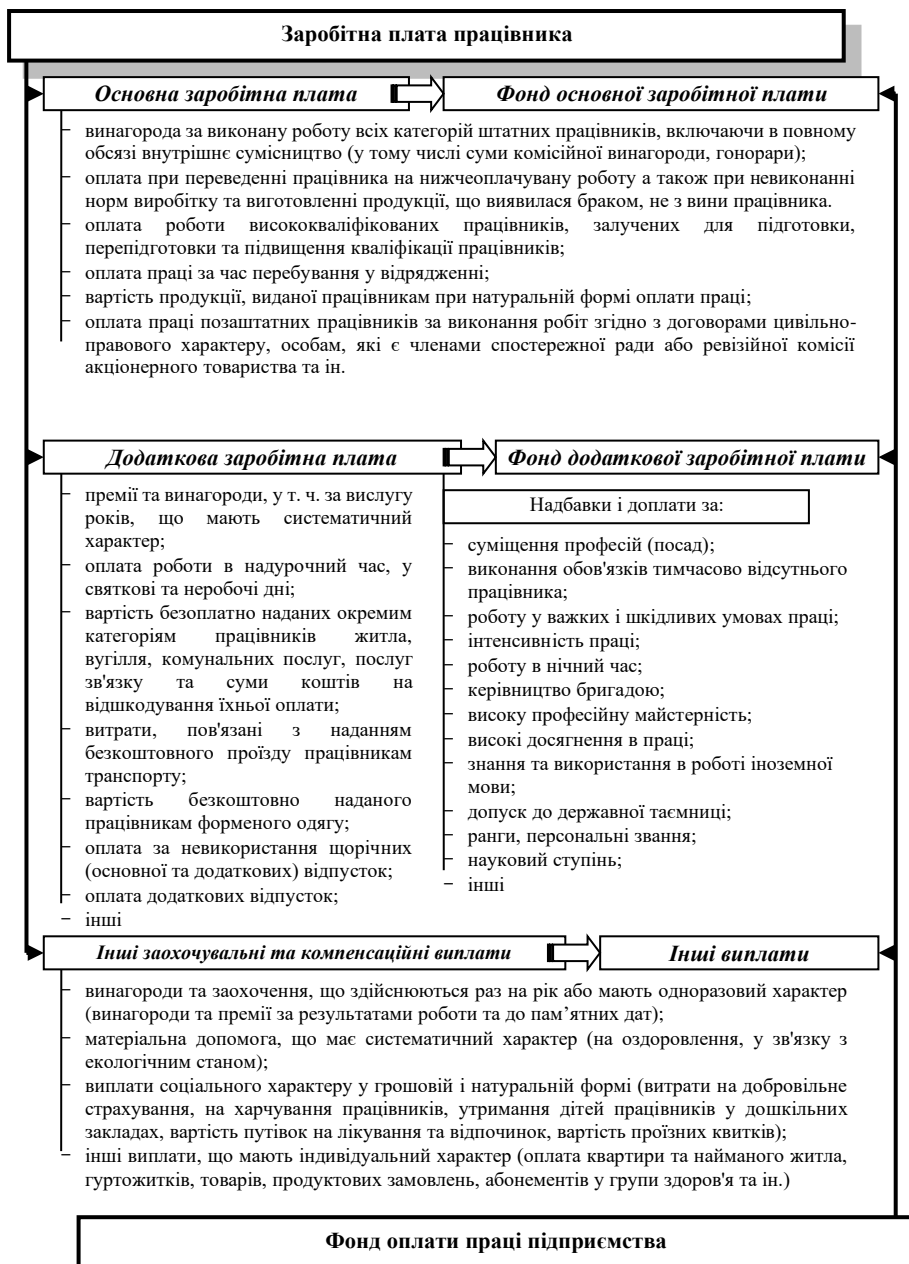 Заробітна плата працівника
Основна заробітна плата
Фонд основної заробітної плати
− винагорода за виконану роботу всіх категорій штатних працівників, включаючи в повному
обсязі внутрішнє сумісництво (у тому числі суми комісійної винагороди, гонорари);
− оплата при переведенні працівника на нижчеоплачувану роботу а також при невиконанні
норм виробітку та виготовленні продукції, що виявилася браком, не з вини працівника.
− оплата роботи висококваліфікованих працівників, залучених для підготовки,
перепідготовки та підвищення кваліфікації працівників;
− оплата праці за час перебування у відрядженні;
− вартість продукції, виданої працівникам при натуральній формі оплати праці;
− оплата праці позаштатних працівників за виконання робіт згідно з договорами цивільно-
правового характеру, особам, які є членами спостережної ради або ревізійної комісії
акціонерного товариства та ін.
Додаткова заробітна плата
Фонд додаткової заробітної плати
− премії та винагороди, у т. ч. за вислугу
років, що мають систематичний
характер;
− оплата роботи в надурочний час, у
святкові та неробочі дні;
− вартість безоплатно наданих окремим
категоріям працівників житла,
вугілля, комунальних послуг, послуг
зв'язку та суми коштів на
відшкодування їхньої оплати;
− витрати, пов'язані з наданням
безкоштовного проїзду працівникам
транспорту;
− вартість безкоштовно наданого
працівникам форменого одягу;
− оплата за невикористання щорічних
(основної та додаткових) відпусток;
− оплата додаткових відпусток;
− інші
Надбавки і доплати за:
− суміщення професій (посад);
− виконання обов'язків тимчасово відсутнього
працівника;
− роботу у важких і шкідливих умовах праці;
− інтенсивність праці;
− роботу в нічний час;
− керівництво бригадою;
− високу професійну майстерність;
− високі досягнення в праці;
− знання та використання в роботі іноземної
мови;
− допуск до державної таємниці;
− ранги, персональні звання;
− науковий ступінь;
− інші
Інші заохочувальні та компенсаційні виплати
Інші виплати
− винагороди та заохочення, що здійснюються раз на рік або мають одноразовий характер
(винагороди та премії за результатами роботи та до пам’ятних дат);
− матеріальна допомога, що має систематичний характер (на оздоровлення, у зв'язку з
екологічним станом);
− виплати соціального характеру у грошовій і натуральній формі (витрати на добровільне
страхування, на харчування працівників, утримання дітей працівників у дошкільних
закладах, вартість путівок на лікування та відпочинок, вартість проїзних квитків);
− інші виплати, що мають індивідуальний характер (оплата квартири та найманого житла,
гуртожитків, товарів, продуктових замовлень, абонементів у групи здоров'я та ін.)
Фонд оплати праці підприємства